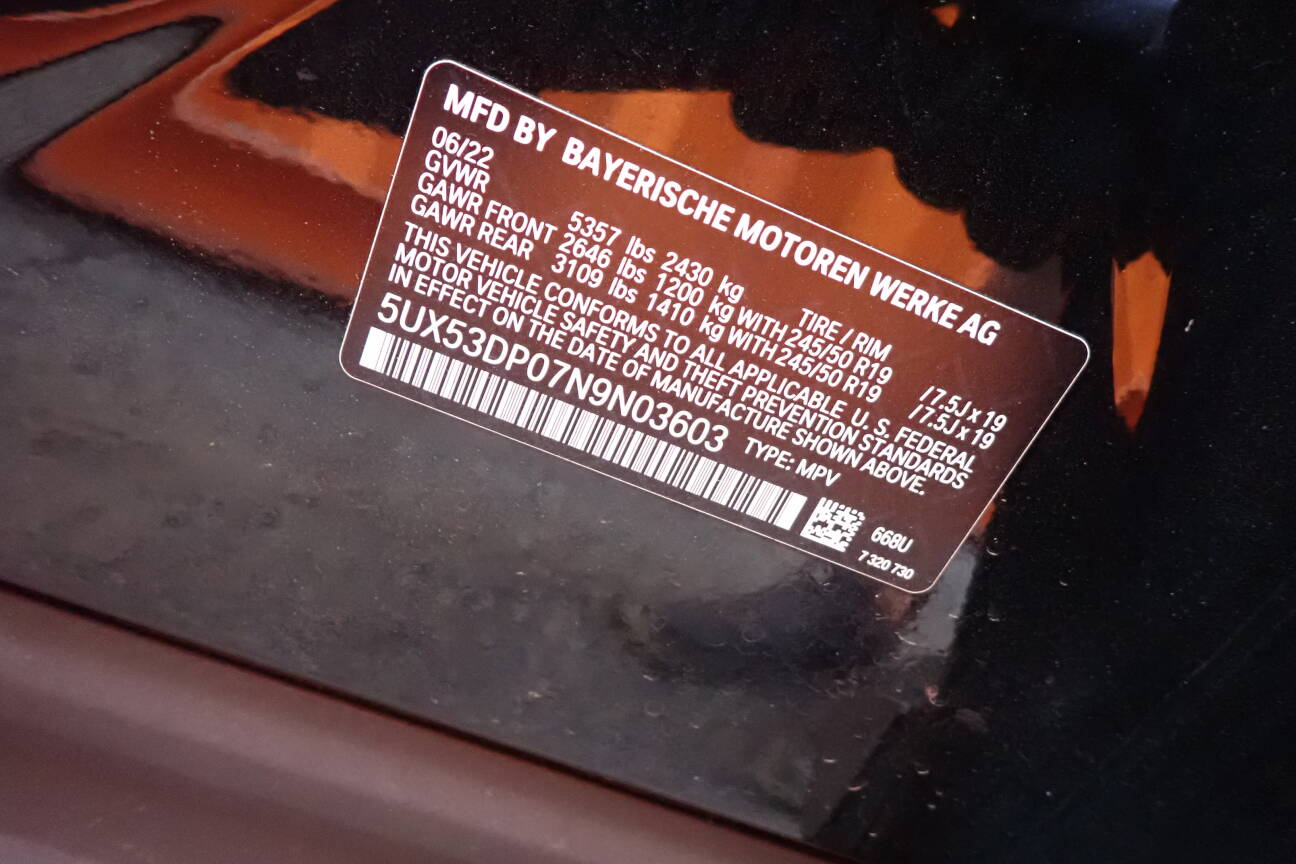 MFD BY BAYERISCHE MOTOREN WERKE AG
06/22
GVWR 5357 lbs 2430 kg TIRE / RIM
GAWR FRONT 2646 lbs 1200 kg WITH 245/50 R19 /7.5J x 19
GAWR REAR 3109 lbs 1410 kg WITH 245/50 R19 /7.5J x 19
THIS VEHICLE CONFORMS TO ALL APPLICABLE U. S. FEDERAL
MOTOR VEHICLE SAFETY AND THEFT PREVENTION STANDARDS
IN EFFECT ON THE DATE OF MANUFACTURE SHOWN ABOVE.
5UX53DP07N9N03603 TYPE: MPV
668U
7 320 730